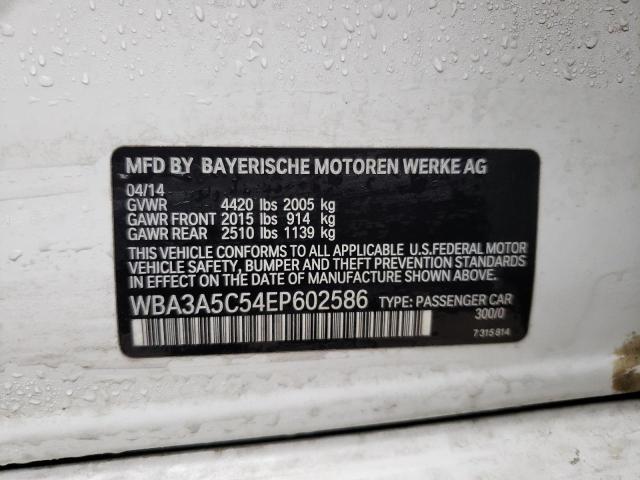 MFD BY BAYERISCHE MOTOREN WERKE AG
04/14
GVWR 4420 lbs 2005 kg
GAWR FRONT 2015 lbs 914 kg
GAWR REAR 2510 lbs 1139 kg
THIS VEHICLE CONFORMS TO ALL APPLICABLE U.S.FEDERAL MOTOR
VEHICLE SAFETY, BUMPER AND THEFT PREVENTION STANDARDS
IN EFFECT ON THE DATE OF MANUFACTURE SHOWN ABOVE.
WBA3A5C54EP602586 TYPE: PASSENGER CAR
300/0
7 315 814